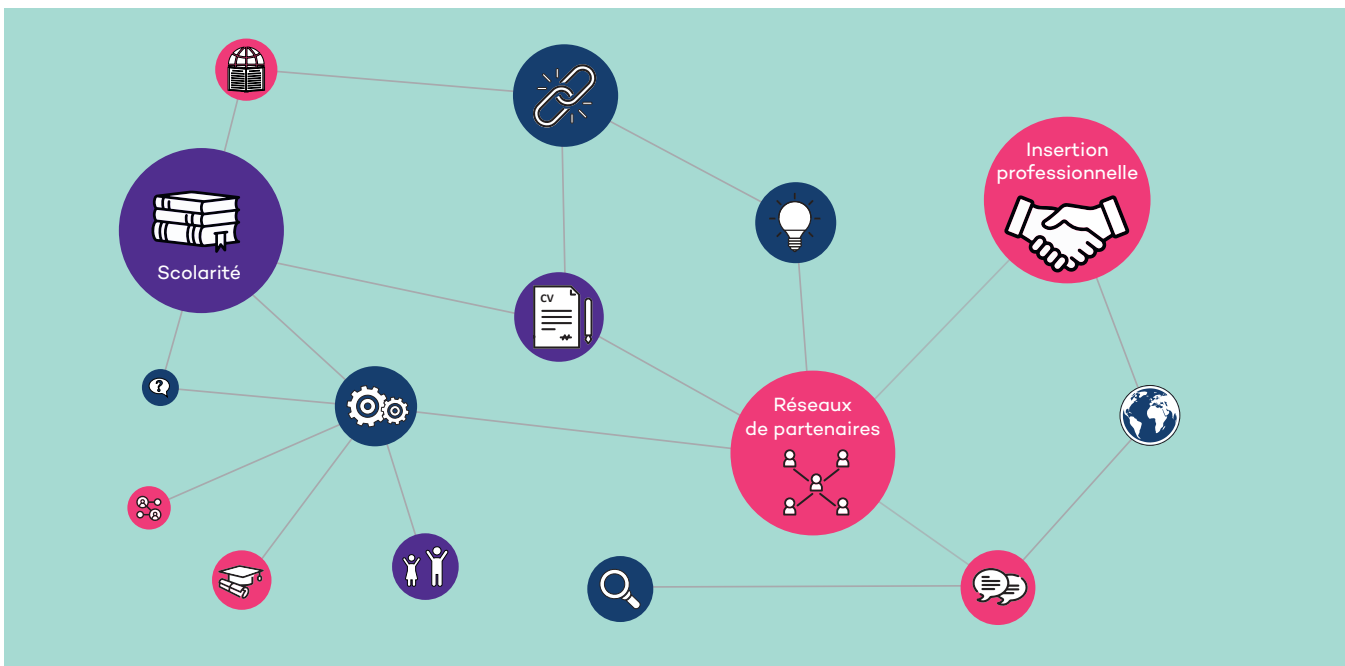 Insertion
professionnelle
Scolarité
CV
?
Réseaux
de partenaires